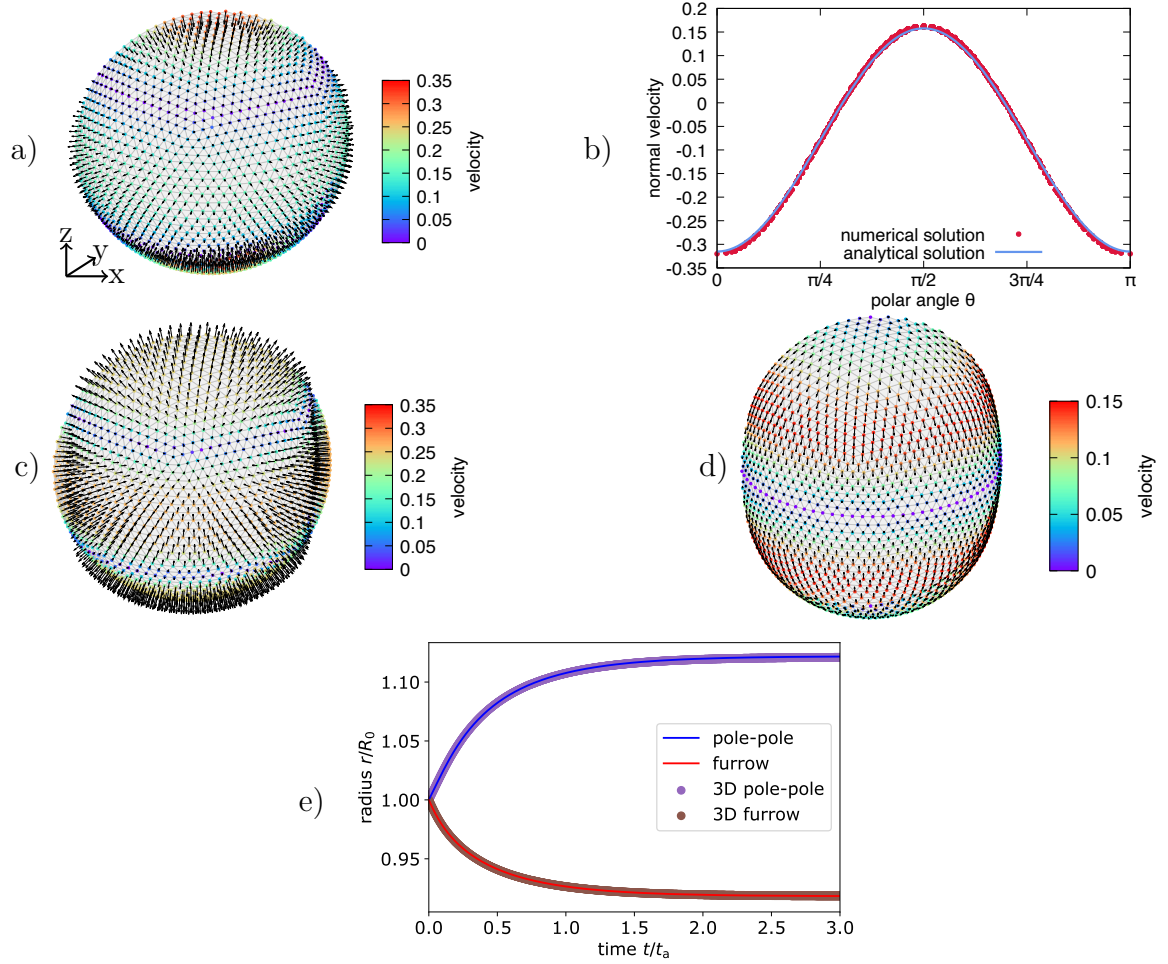 a)
z
y
x
0.35
0.3
0.25
0.2
0.15
0.1
0.05
0
velocity
b)
normal velocity
0.2
0.15
0.1
0.05
0
-0.05
-0.1
-0.15
-0.2
-0.25
-0.3
-0.35
numerical solution
analytical solution
0 π/4 π/2 3π/4 π
polar angle θ
c)
0.35
0.3
0.25
0.2
0.15
0.1
0.05
0
velocity
d)
0.15
0.1
0.05
0
velocity
e)
radius r/R₀
1.10
1.05
1.00
0.95
pole-pole
furrow
3D pole-pole
3D furrow
0.0 0.5 1.0 1.5 2.0 2.5 3.0
time t/tₐ